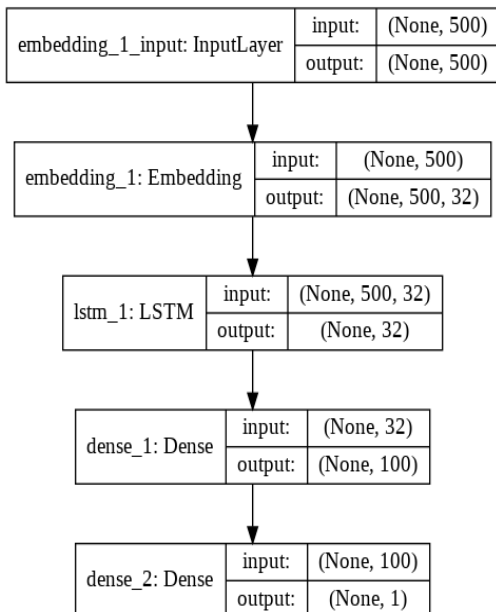 embedding_1_input: InputLayer
input: (None, 500)
output: (None, 500)
embedding_1: Embedding
input: (None, 500)
output: (None, 500, 32)
lstm_1: LSTM
input: (None, 500, 32)
output: (None, 32)
dense_1: Dense
input: (None, 32)
output: (None, 100)
dense_2: Dense
input: (None, 100)
output: (None, 1)